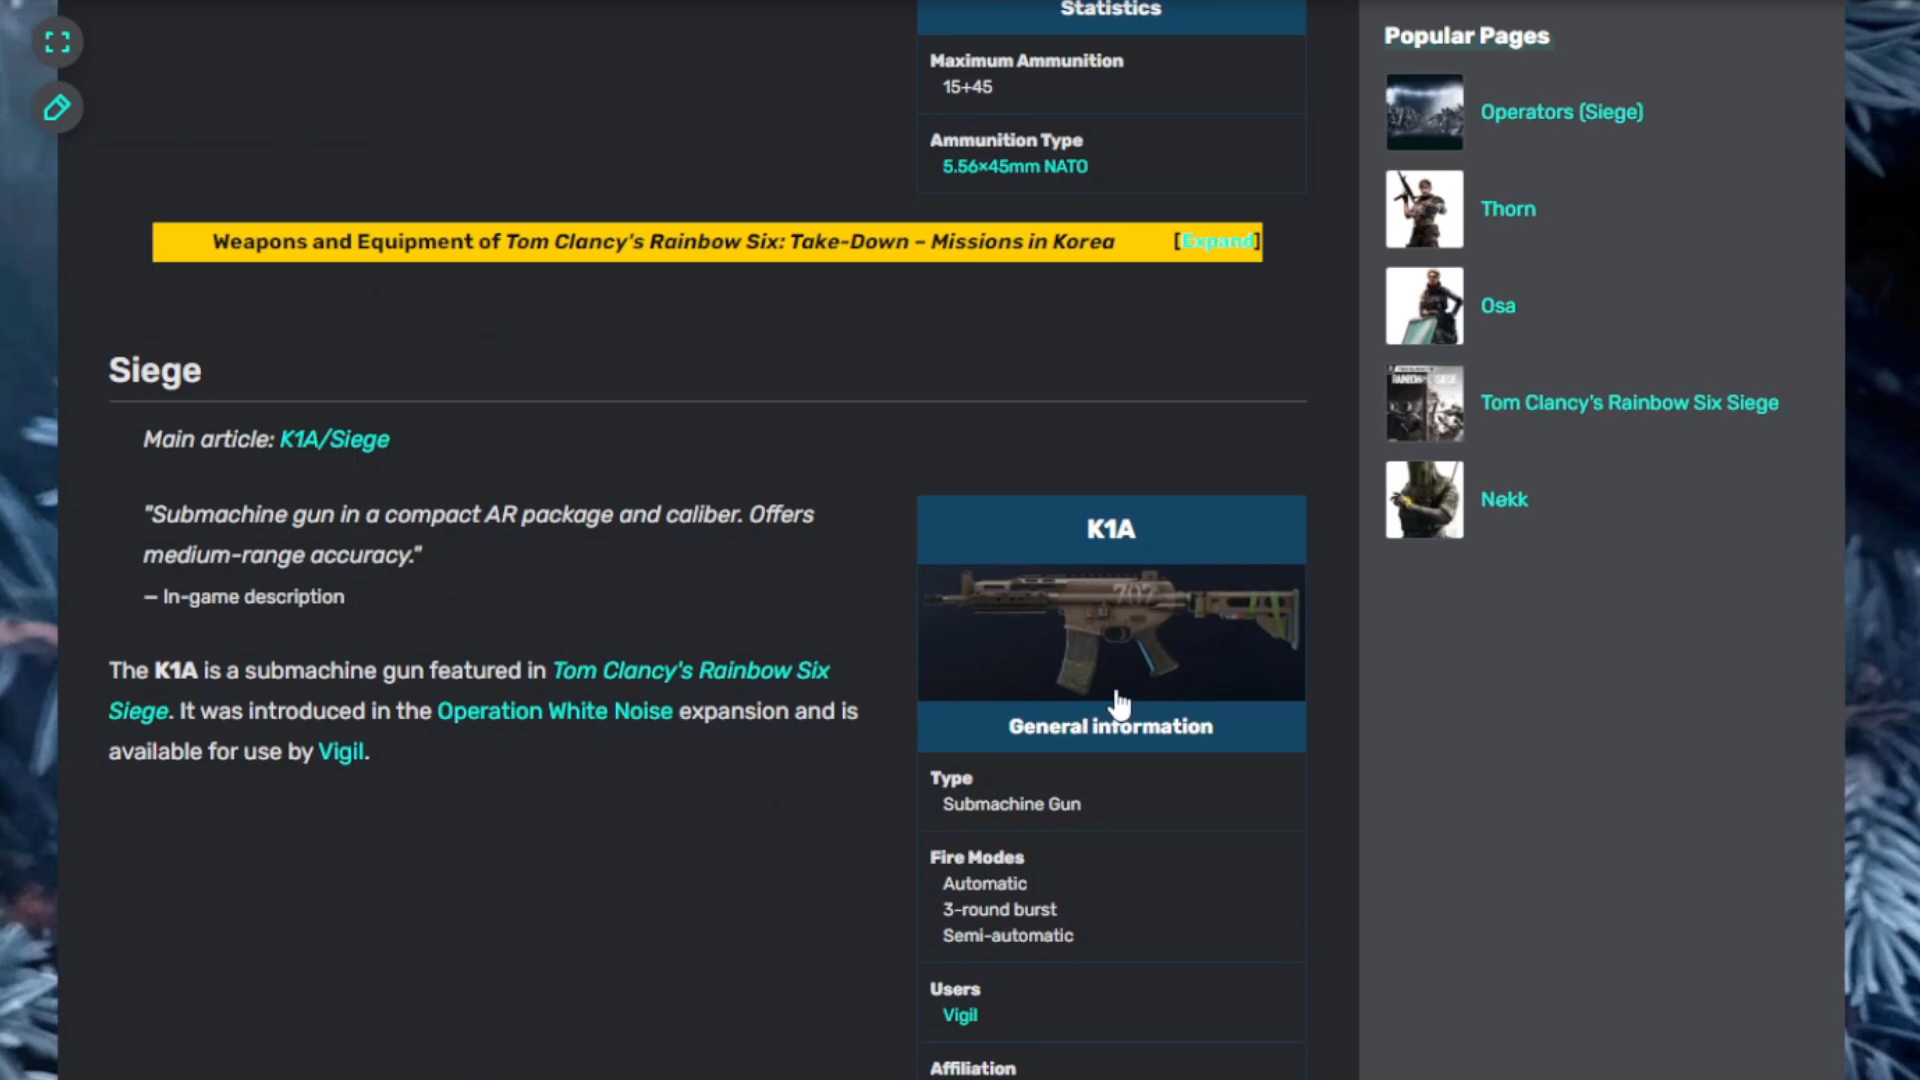 Statistics
Maximum Ammunition
15+45
Ammunition Type
5.56×45mm NATO
Weapons and Equipment of Tom Clancy's Rainbow Six: Take-Down – Missions in Korea [Expand]
Siege
Main article: K1A/Siege
"Submachine gun in a compact AR package and caliber. Offers
medium-range accuracy."
– In-game description
The K1A is a submachine gun featured in Tom Clancy's Rainbow Six
Siege. It was introduced in the Operation White Noise expansion and is
available for use by Vigil.
K1A
707
General information
Type
Submachine Gun
Fire Modes
Automatic
3-round burst
Semi-automatic
Users
Vigil
Affiliation
Popular Pages
Operators (Siege)
Thorn
Osa
RAINBOW SIEGE
Tom Clancy's Rainbow Six Siege
Nekk